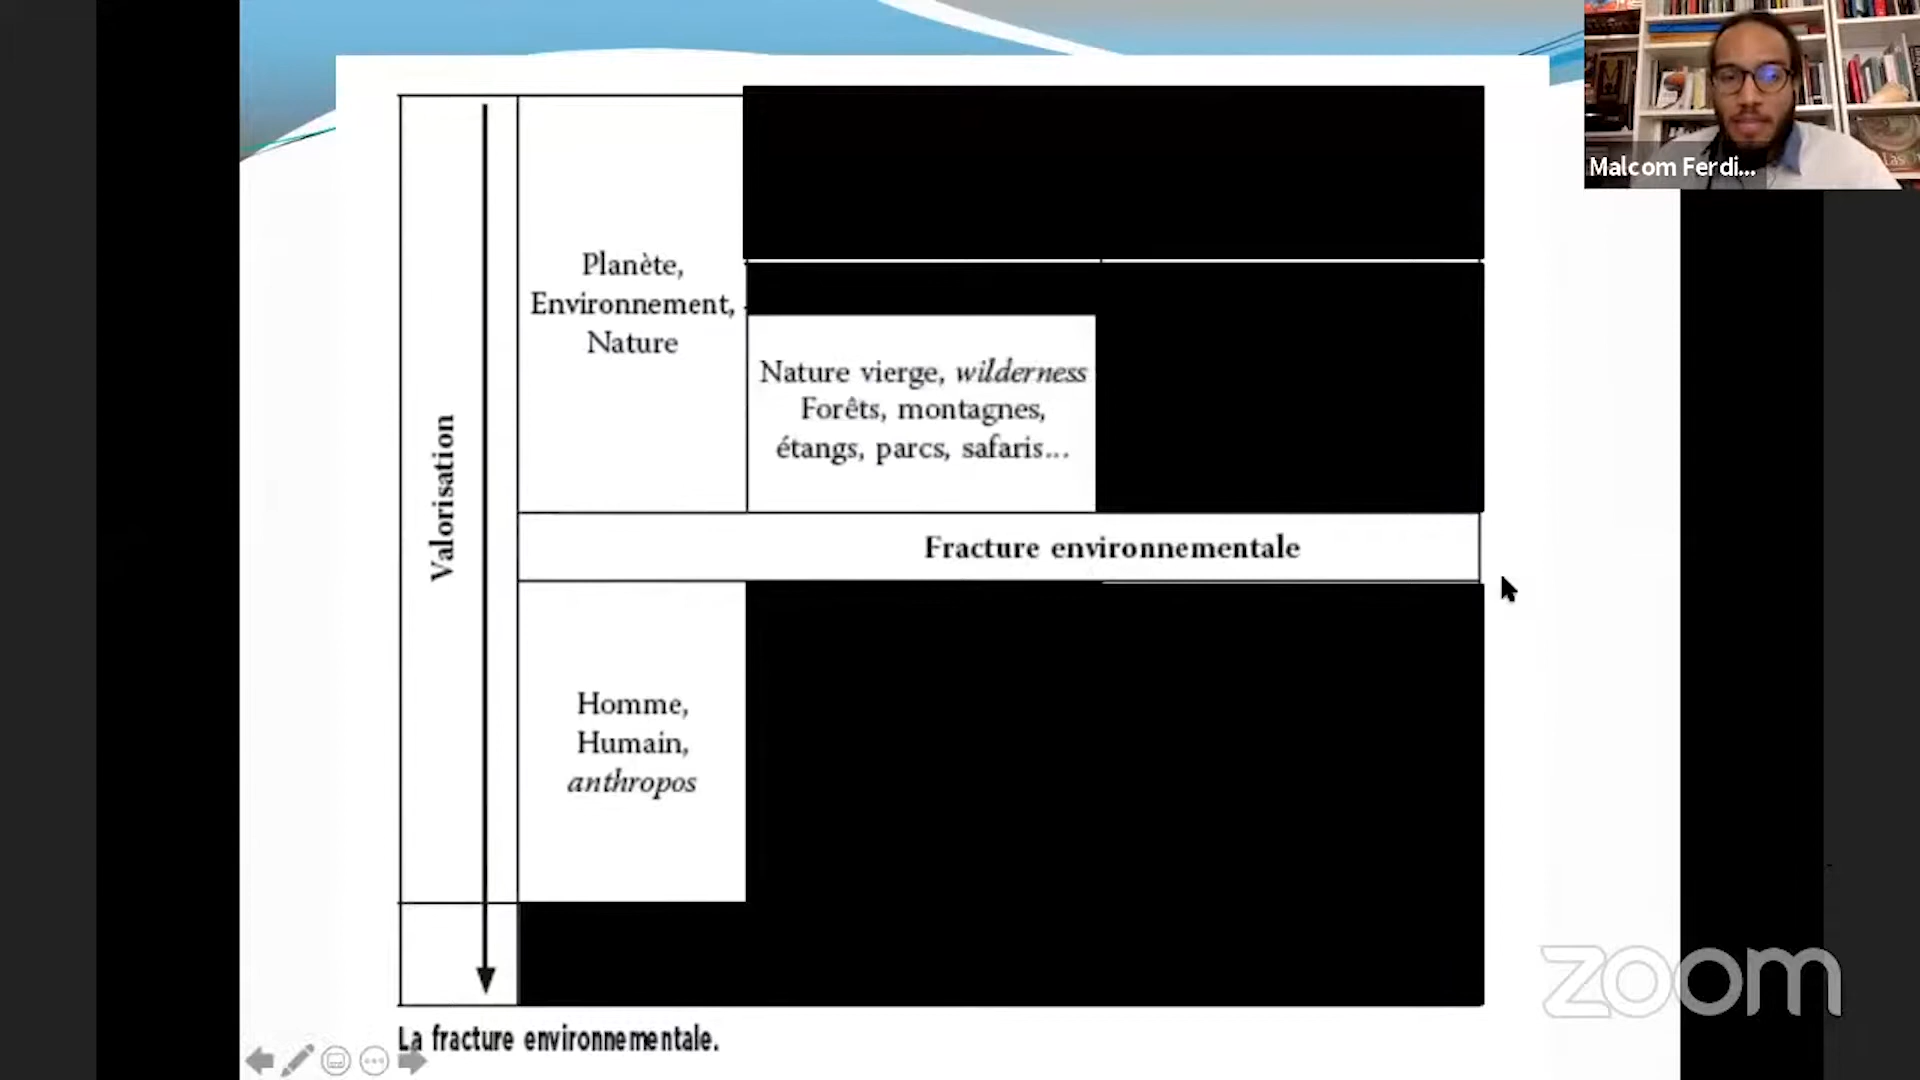 Malcom Ferdi...
Planète,
Environnement,
Nature
Nature vierge, wilderness
Forêts, montagnes,
étangs, parcs, safaris...
Valorisation
Fracture environnementale
Homme,
Humain,
anthropos
La fracture environnementale.
zoom